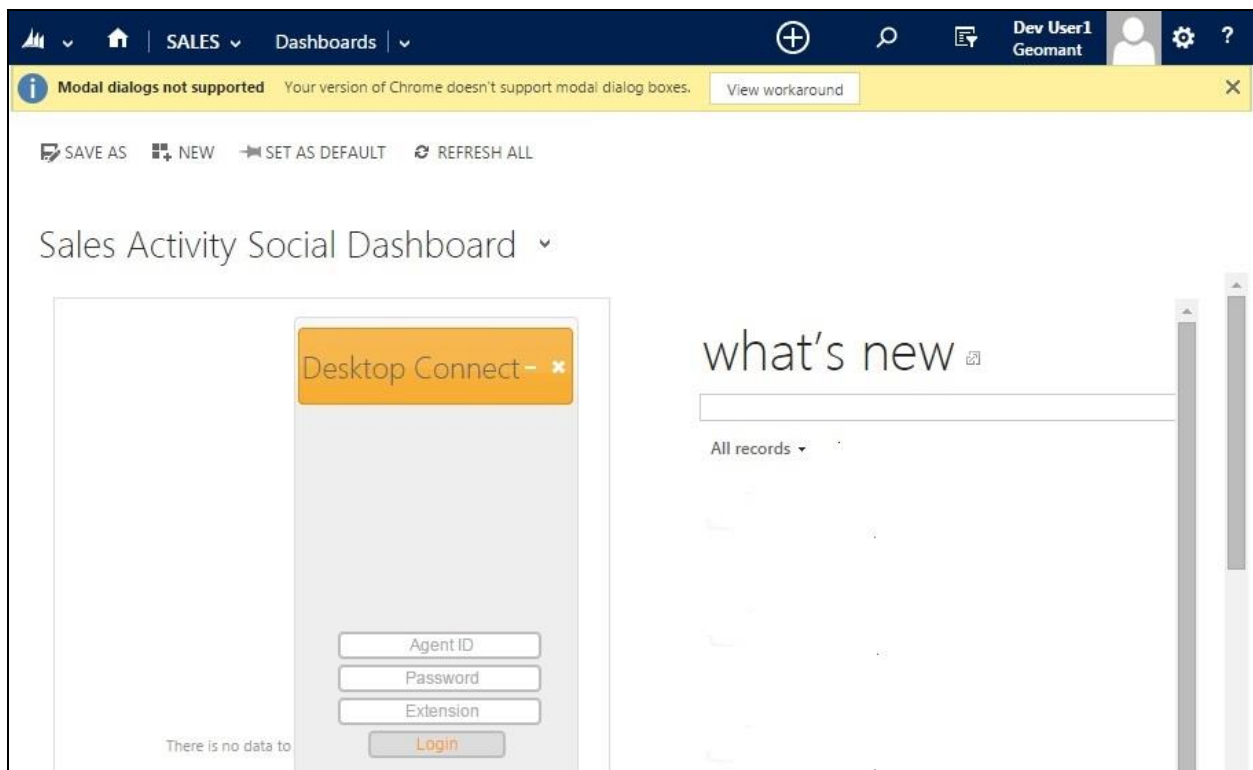 SALES Dashboards Dev User1
Geomant ?
i Modal dialogs not supported Your version of Chrome doesn't support modal dialog boxes. View workaround
SAVE AS NEW SET AS DEFAULT REFRESH ALL
Sales Activity Social Dashboard
Desktop Connect
what's new
All records
Agent ID
Password
Extension
There is no data to
Login